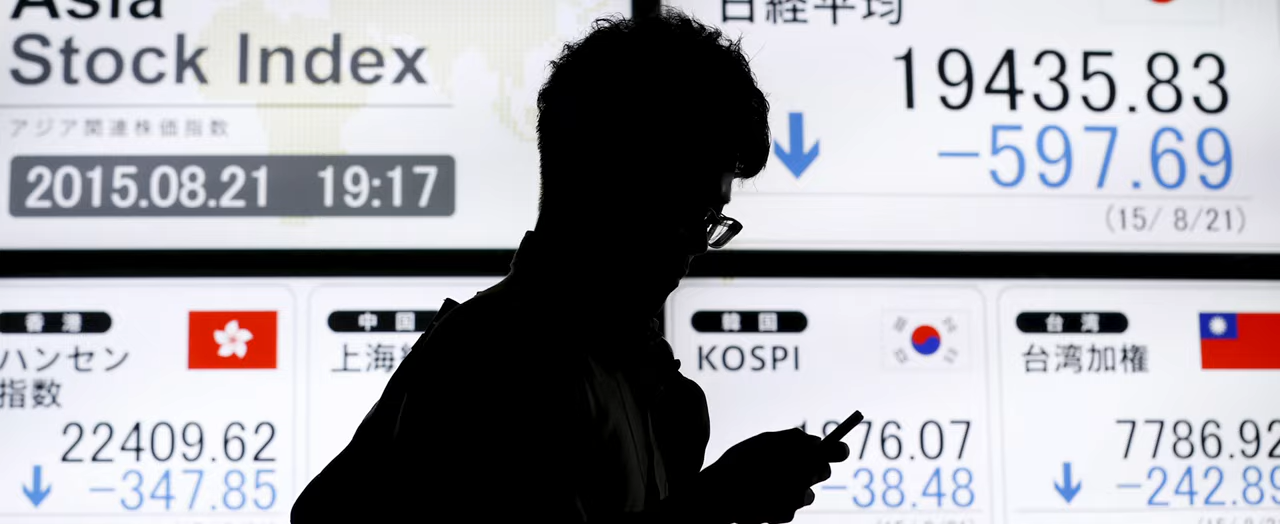 Asia
Stock Index
アジア関連株価指数
2015.08.21 19:17
日経平均
19435.83
-597.69
(15/ 8/21)
香港
ハンセン
指数
22409.62
-347.85
中国
上海
韓国
KOSPI
76.07
-38.48
台湾
台湾加権
7786.92
-242.89